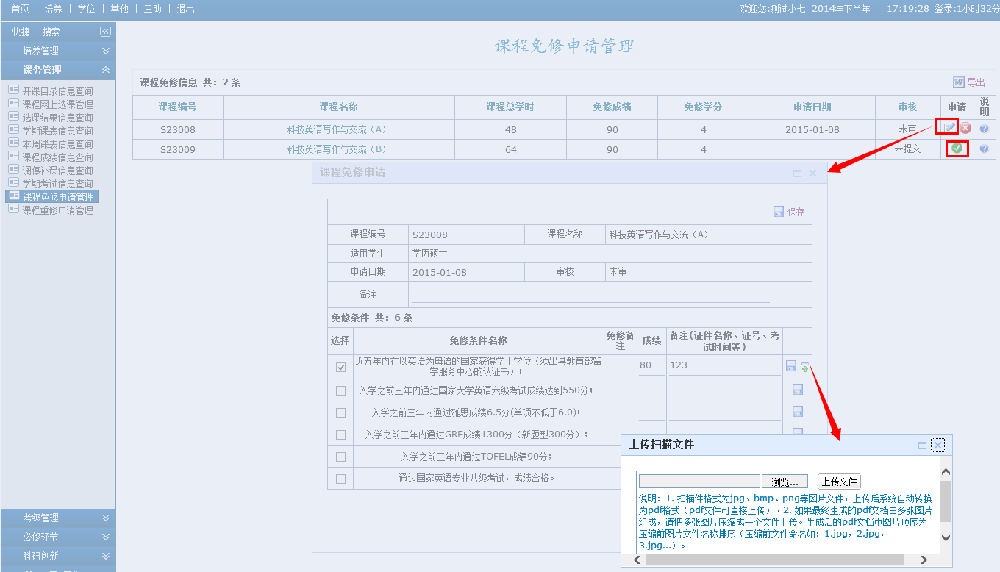 首页 | 培养 | 学位 | 其他 | 三助 | 退出
欢迎您:测试小七 2014年下半年 17:19:28 登录:1小时32分
快捷 搜索
培养管理
课务管理
开课目录信息查询
课程网上选课管理
选课结果信息查询
学期课表信息查询
本周课表信息查询
课程成绩信息查询
调停补课信息查询
学期考试信息查询
课程免修申请管理
课程重修申请管理
考级管理
必修环节
科研创新
课程免修申请管理
课程免修信息 共：2 条
导出
课程编号 课程名称 课程总学时 免修成绩 免修学分 申请日期 审核 申请 说明
S23008 科技英语写作与交流（A） 48 90 4 2015-01-08 未审
S23009 科技英语写作与交流（B） 64 90 4 未提交
课程免修申请
保存
课程编号 S23008 课程名称 科技英语写作与交流（A）
适用学生 学历硕士
申请日期 2015-01-08 审核 未审
备注
免修条件 共：6 条
选择 免修条件名称 免修备注 成绩 备注(证件名称、证号、考试时间等）
近五年内在以英语为母语的国家获得学士学位（须出具教育部留
学服务中心的认证书）； 80 123
入学之前三年内通过国家大学英语六级考试成绩达到550分；
入学之前三年内通过雅思成绩6.5分(单项不低于6.0)；
入学之前三年内通过GRE成绩1300分（新题型300分）；
入学之前三年内通过TOFEL成绩90分；
通过国家英语专业八级考试，成绩合格。
上传扫描文件
浏览... 上传文件
说明：1. 扫描件格式为jpg、bmp、png等图片文件，上传后系统自动转换
为pdf格式（pdf文件可直接上传）。2. 如果最终生成的pdf文档由多张图片
组成，请把多张图片压缩成一个文件上传。生成后的pdf文档中图片顺序为
压缩前图片文件名称排序（压缩前文件命名如：1.jpg，2.jpg，
3.jpg...）。